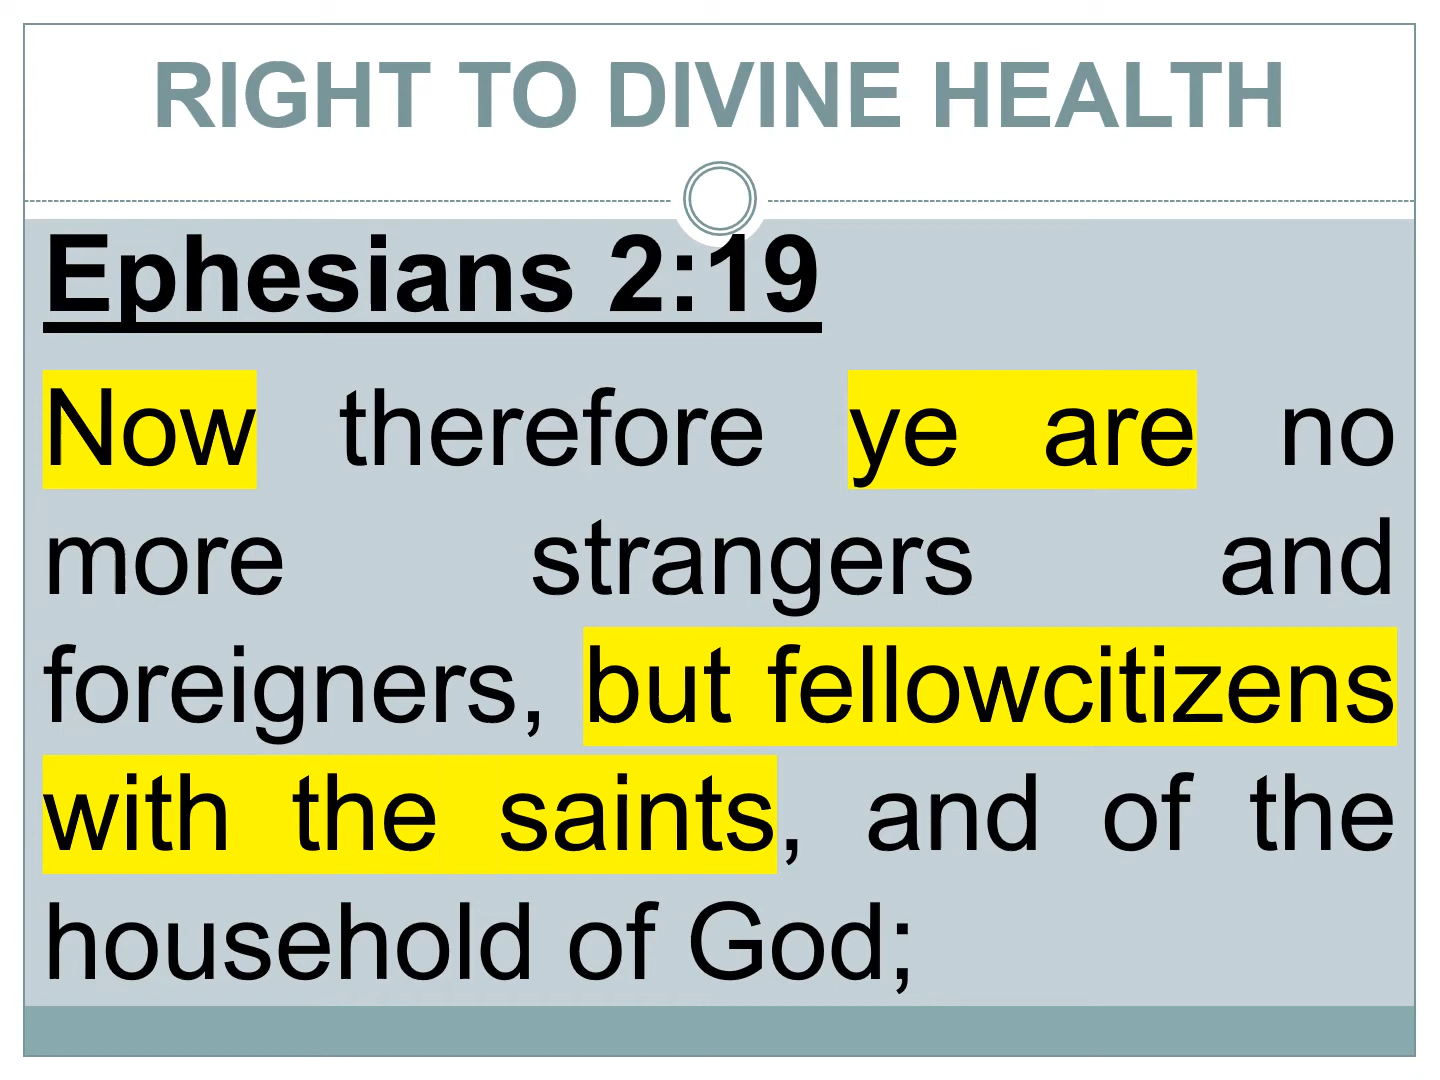 RIGHT TO DIVINE HEALTH
Ephesians 2:19
Now therefore ye are no
more strangers and
foreigners, but fellowcitizens
with the saints, and of the
household of God;